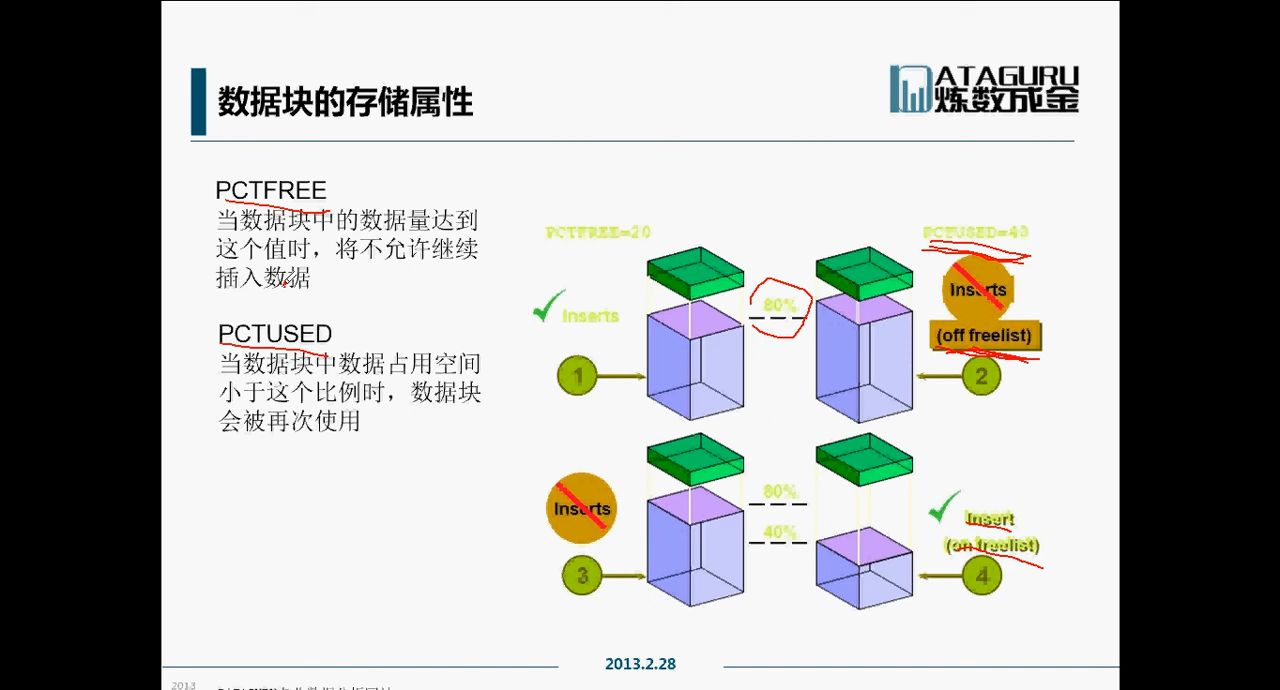 数据块的存储属性
ATAGURU
炼数成金
PCTFREE
当数据块中的数据量达到
这个值时，将不允许继续
插入数据
PCTUSED
当数据块中数据占用空间
小于这个比例时，数据块
会被再次使用
PCTFREE=20
PCTUSED=40
Inserts
80%
Inserts
(off freelist)
1
2
Inserts
80%
40%
Insert
(on freelist)
3
4
2013.2.28
2013